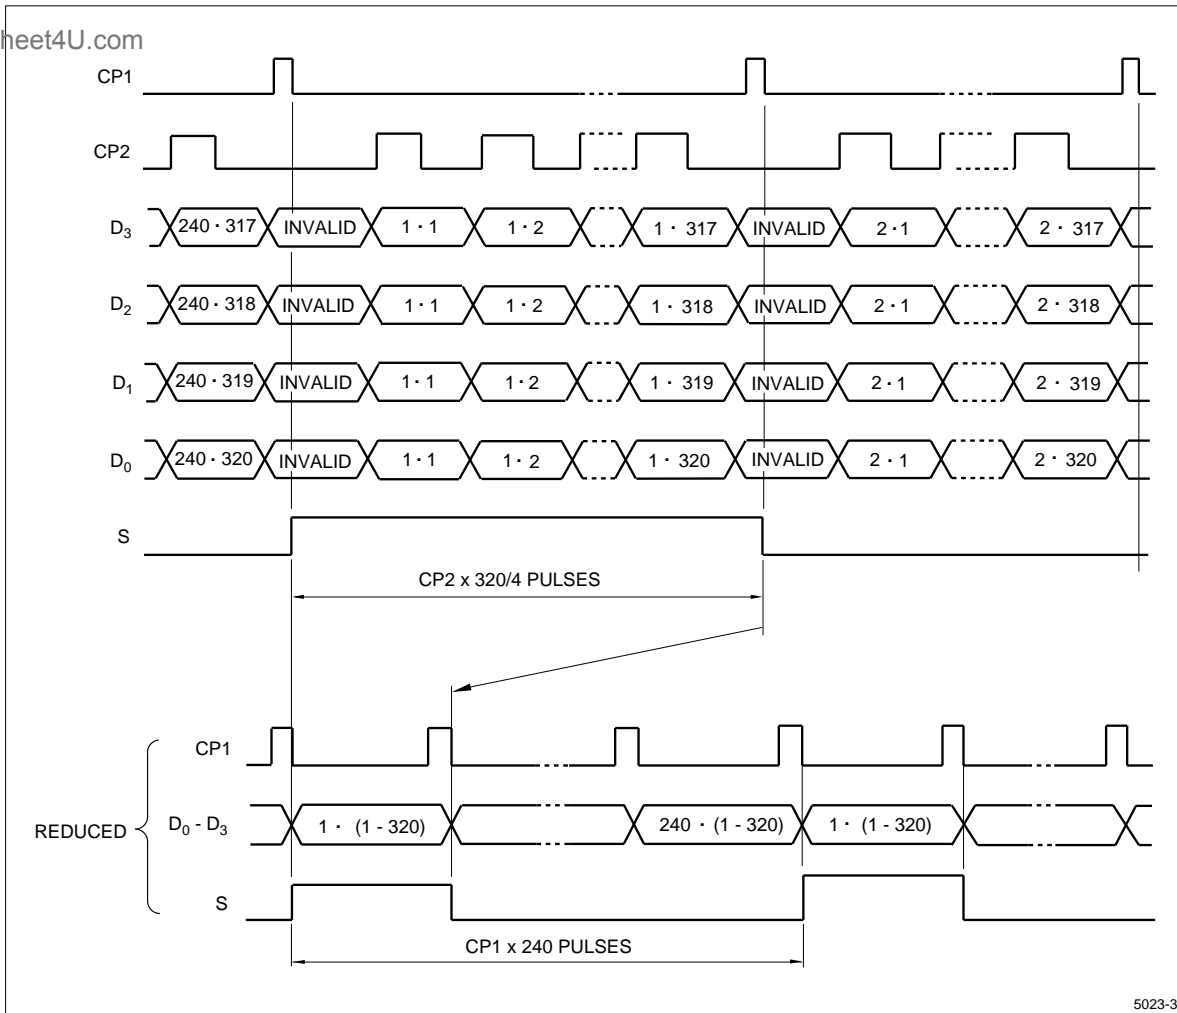 heet4U.com
CP1
CP2
D3 240·317 INVALID 1·1 1·2 1·317 INVALID 2·1 2·317
D2 240·318 INVALID 1·1 1·2 1·318 INVALID 2·1 2·318
D1 240·319 INVALID 1·1 1·2 1·319 INVALID 2·1 2·319
D0 240·320 INVALID 1·1 1·2 1·320 INVALID 2·1 2·320
S
CP2 x 320/4 PULSES
CP1
REDUCED D0 - D3 1· (1 - 320) 240 · (1 - 320) 1· (1 - 320)
S
CP1 x 240 PULSES
5023-3